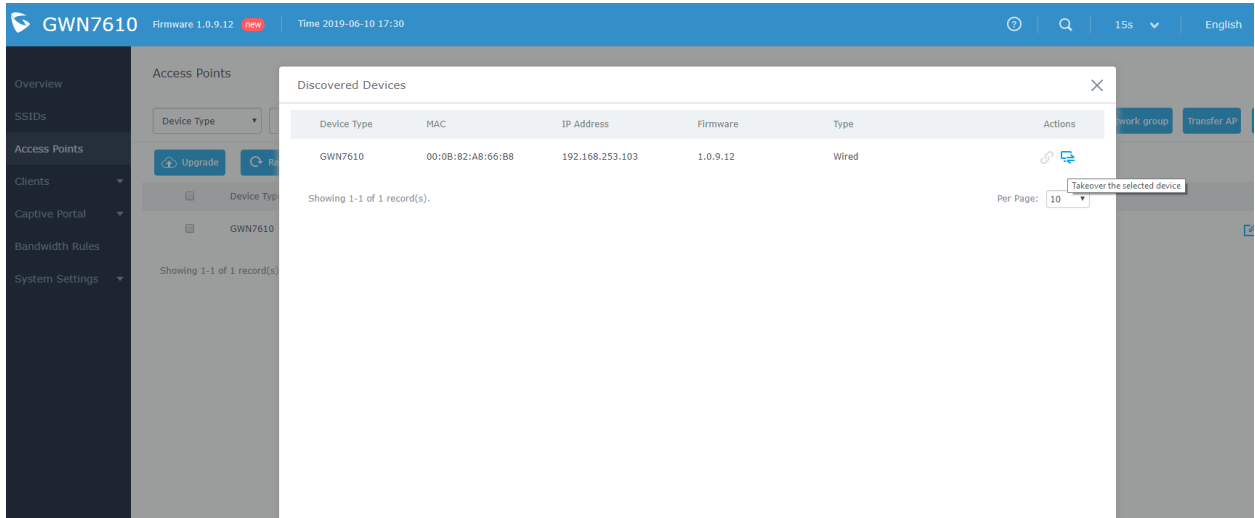 GWN7610 Firmware 1.0.9.12 new Time 2019-06-10 17:30 15s English
Overview
SSIDs
Access Points
Clients
Captive Portal
Bandwidth Rules
System Settings
Access Points
Device Type
work group Transfer AP
Upgrade Re
Device Typ
GWN7610
Showing 1-1 of 1 record(s)
Discovered Devices
Device Type MAC IP Address Firmware Type Actions
GWN7610 00:0B:82:A8:66:B8 192.168.253.103 1.0.9.12 Wired
Takeover the selected device
Showing 1-1 of 1 record(s). Per Page: 10